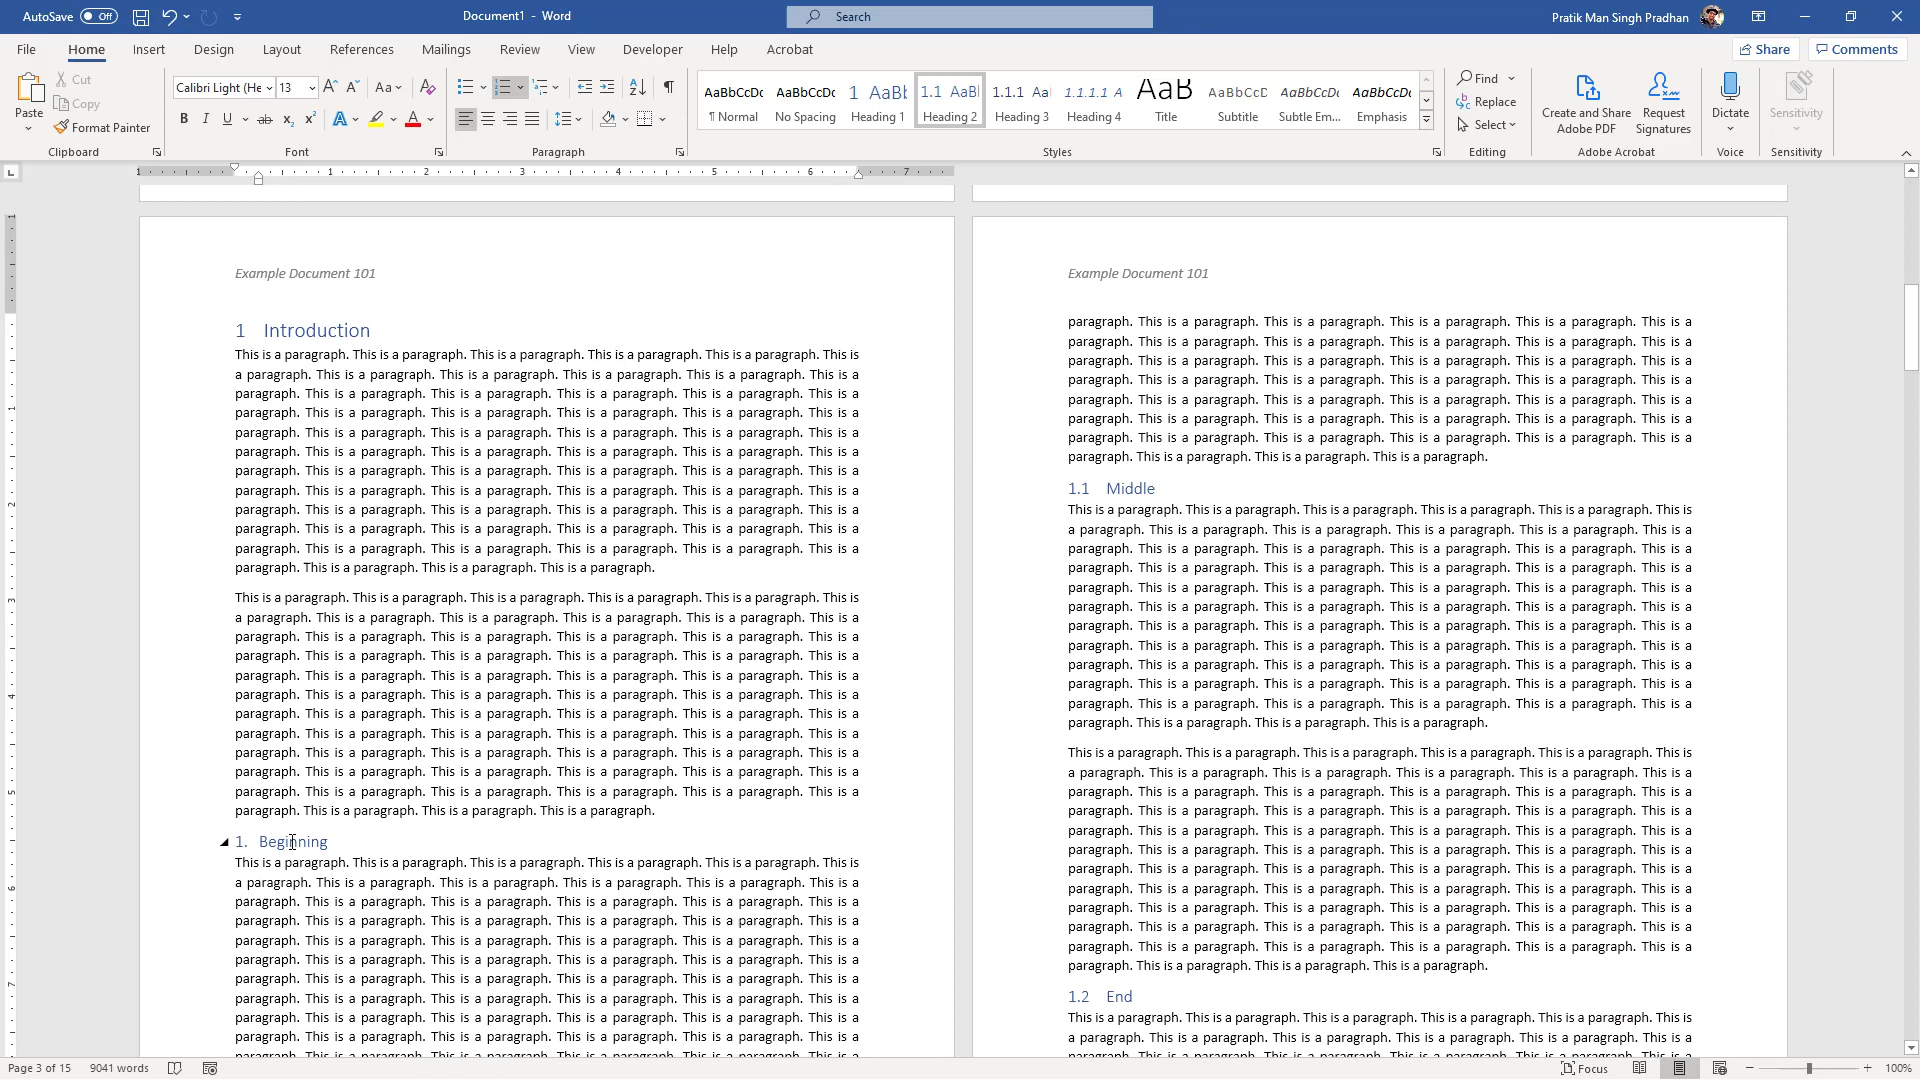 AutoSave Off
Document1 - Word
Search
Pratik Man Singh Pradhan
File Home Insert Design Layout References Mailings Review View Developer Help Acrobat
Share Comments
Paste
Cut
Copy
Format Painter
Clipboard
Calibri Light (He 13
Font
Paragraph
AaBbCcDc ¶ Normal
AaBbCcDc No Spacing
1 AaBb Heading 1
1.1 AaB Heading 2
1.1.1 Aa Heading 3
1.1.1.1 A Heading 4
AaB Title
AaBbCcD Subtitle
AaBbCcDc Subtle Em...
AaBbCcDc Emphasis
Styles
Find
Replace
Select
Editing
Create and Share Adobe PDF
Request Signatures
Adobe Acrobat
Dictate
Voice
Sensitivity
Sensitivity
1 1 2 3 4 5 6 7
Example Document 101
1 Introduction
This is a paragraph. This is a paragraph. This is a paragraph. This is a paragraph. This is a paragraph. This is
a paragraph. This is a paragraph. This is a paragraph. This is a paragraph. This is a paragraph. This is a
paragraph. This is a paragraph. This is a paragraph. This is a paragraph. This is a paragraph. This is a
paragraph. This is a paragraph. This is a paragraph. This is a paragraph. This is a paragraph. This is a
paragraph. This is a paragraph. This is a paragraph. This is a paragraph. This is a paragraph. This is a
paragraph. This is a paragraph. This is a paragraph. This is a paragraph. This is a paragraph. This is a
paragraph. This is a paragraph. This is a paragraph. This is a paragraph. This is a paragraph. This is a
paragraph. This is a paragraph. This is a paragraph. This is a paragraph. This is a paragraph. This is a
paragraph. This is a paragraph. This is a paragraph. This is a paragraph. This is a paragraph. This is a
paragraph. This is a paragraph. This is a paragraph. This is a paragraph. This is a paragraph. This is a
paragraph. This is a paragraph. This is a paragraph. This is a paragraph. This is a paragraph. This is a
paragraph. This is a paragraph. This is a paragraph. This is a paragraph.
This is a paragraph. This is a paragraph. This is a paragraph. This is a paragraph. This is a paragraph. This is
a paragraph. This is a paragraph. This is a paragraph. This is a paragraph. This is a paragraph. This is a
paragraph. This is a paragraph. This is a paragraph. This is a paragraph. This is a paragraph. This is a
paragraph. This is a paragraph. This is a paragraph. This is a paragraph. This is a paragraph. This is a
paragraph. This is a paragraph. This is a paragraph. This is a paragraph. This is a paragraph. This is a
paragraph. This is a paragraph. This is a paragraph. This is a paragraph. This is a paragraph. This is a
paragraph. This is a paragraph. This is a paragraph. This is a paragraph. This is a paragraph. This is a
paragraph. This is a paragraph. This is a paragraph. This is a paragraph. This is a paragraph. This is a
paragraph. This is a paragraph. This is a paragraph. This is a paragraph. This is a paragraph. This is a
paragraph. This is a paragraph. This is a paragraph. This is a paragraph. This is a paragraph. This is a
paragraph. This is a paragraph. This is a paragraph. This is a paragraph. This is a paragraph. This is a
paragraph. This is a paragraph. This is a paragraph. This is a paragraph.
1. Beginning
This is a paragraph. This is a paragraph. This is a paragraph. This is a paragraph. This is a paragraph. This is
a paragraph. This is a paragraph. This is a paragraph. This is a paragraph. This is a paragraph. This is a
paragraph. This is a paragraph. This is a paragraph. This is a paragraph. This is a paragraph. This is a
paragraph. This is a paragraph. This is a paragraph. This is a paragraph. This is a paragraph. This is a
paragraph. This is a paragraph. This is a paragraph. This is a paragraph. This is a paragraph. This is a
paragraph. This is a paragraph. This is a paragraph. This is a paragraph. This is a paragraph. This is a
paragraph. This is a paragraph. This is a paragraph. This is a paragraph. This is a paragraph. This is a
paragraph. This is a paragraph. This is a paragraph. This is a paragraph. This is a paragraph. This is a
paragraph. This is a paragraph. This is a paragraph. This is a paragraph. This is a paragraph. This is a
paragraph. This is a paragraph. This is a paragraph. This is a paragraph. This is a paragraph. This is a
Example Document 101
paragraph. This is a paragraph. This is a paragraph. This is a paragraph. This is a paragraph. This is a
paragraph. This is a paragraph. This is a paragraph. This is a paragraph. This is a paragraph. This is a
paragraph. This is a paragraph. This is a paragraph. This is a paragraph. This is a paragraph. This is a
paragraph. This is a paragraph. This is a paragraph. This is a paragraph. This is a paragraph. This is a
paragraph. This is a paragraph. This is a paragraph. This is a paragraph. This is a paragraph. This is a
paragraph. This is a paragraph. This is a paragraph. This is a paragraph. This is a paragraph. This is a
paragraph. This is a paragraph. This is a paragraph. This is a paragraph. This is a paragraph. This is a
paragraph. This is a paragraph. This is a paragraph. This is a paragraph.
1.1 Middle
This is a paragraph. This is a paragraph. This is a paragraph. This is a paragraph. This is a paragraph. This is
a paragraph. This is a paragraph. This is a paragraph. This is a paragraph. This is a paragraph. This is a
paragraph. This is a paragraph. This is a paragraph. This is a paragraph. This is a paragraph. This is a
paragraph. This is a paragraph. This is a paragraph. This is a paragraph. This is a paragraph. This is a
paragraph. This is a paragraph. This is a paragraph. This is a paragraph. This is a paragraph. This is a
paragraph. This is a paragraph. This is a paragraph. This is a paragraph. This is a paragraph. This is a
paragraph. This is a paragraph. This is a paragraph. This is a paragraph. This is a paragraph. This is a
paragraph. This is a paragraph. This is a paragraph. This is a paragraph. This is a paragraph. This is a
paragraph. This is a paragraph. This is a paragraph. This is a paragraph. This is a paragraph. This is a
paragraph. This is a paragraph. This is a paragraph. This is a paragraph. This is a paragraph. This is a
paragraph. This is a paragraph. This is a paragraph. This is a paragraph. This is a paragraph. This is a
paragraph. This is a paragraph. This is a paragraph. This is a paragraph.
This is a paragraph. This is a paragraph. This is a paragraph. This is a paragraph. This is a paragraph. This is
a paragraph. This is a paragraph. This is a paragraph. This is a paragraph. This is a paragraph. This is a
paragraph. This is a paragraph. This is a paragraph. This is a paragraph. This is a paragraph. This is a
paragraph. This is a paragraph. This is a paragraph. This is a paragraph. This is a paragraph. This is a
paragraph. This is a paragraph. This is a paragraph. This is a paragraph. This is a paragraph. This is a
paragraph. This is a paragraph. This is a paragraph. This is a paragraph. This is a paragraph. This is a
paragraph. This is a paragraph. This is a paragraph. This is a paragraph. This is a paragraph. This is a
paragraph. This is a paragraph. This is a paragraph. This is a paragraph. This is a paragraph. This is a
paragraph. This is a paragraph. This is a paragraph. This is a paragraph. This is a paragraph. This is a
paragraph. This is a paragraph. This is a paragraph. This is a paragraph. This is a paragraph. This is a
paragraph. This is a paragraph. This is a paragraph. This is a paragraph. This is a paragraph. This is a
paragraph. This is a paragraph. This is a paragraph. This is a paragraph.
1.2 End
This is a paragraph. This is a paragraph. This is a paragraph. This is a paragraph. This is a paragraph. This is
a paragraph. This is a paragraph. This is a paragraph. This is a paragraph. This is a paragraph. This is a
Page 3 of 15 9041 words
Focus
100%